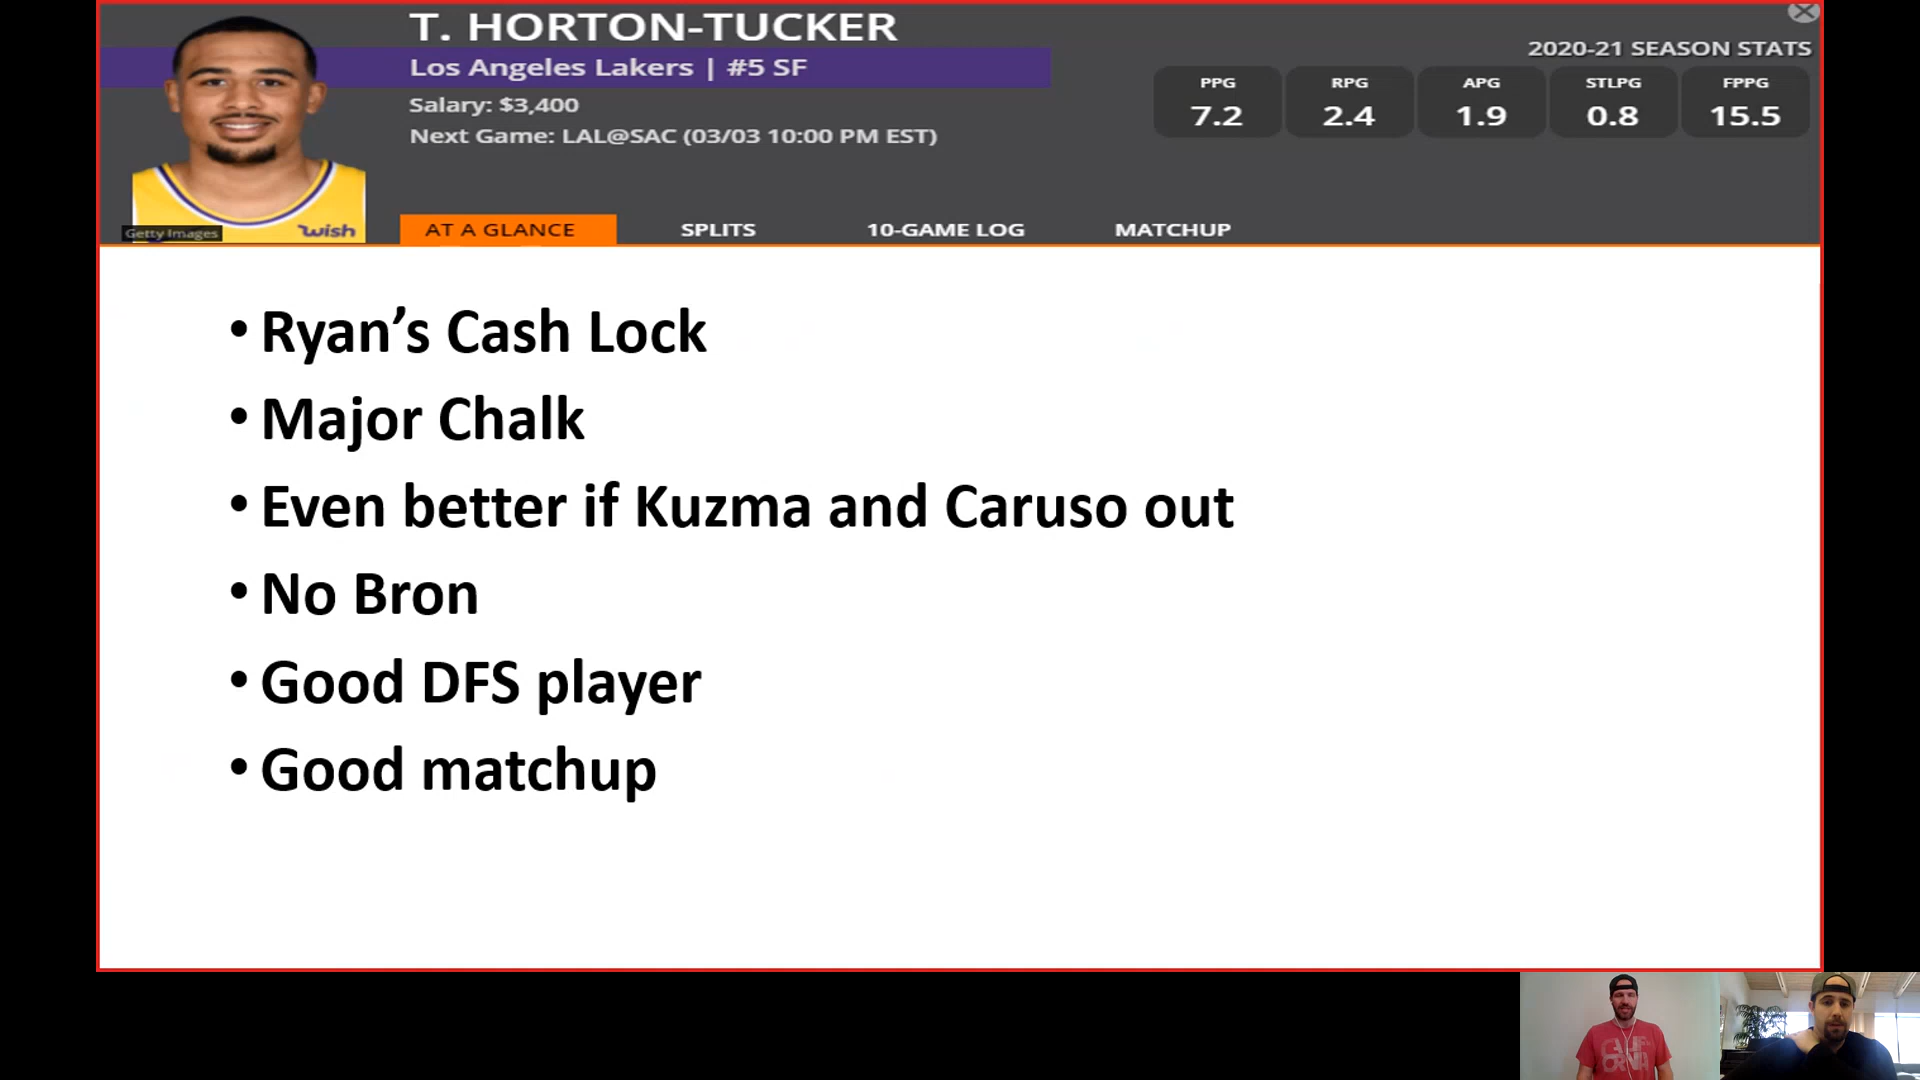 T. HORTON-TUCKER
Los Angeles Lakers | #5 SF
Salary: $3,400
Next Game: LAL@SAC (03/03 10:00 PM EST)
2020-21 SEASON STATS
PPG RPG APG STLPG FPPG
7.2 2.4 1.9 0.8 15.5
Getty Images
wish
AT A GLANCE SPLITS 10-GAME LOG MATCHUP
• Ryan’s Cash Lock
• Major Chalk
• Even better if Kuzma and Caruso out
• No Bron
• Good DFS player
• Good matchup